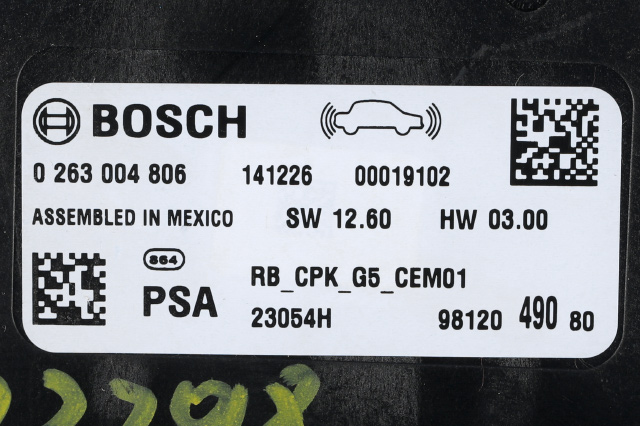 BOSCH
0 263 004 806 141226 00019102
ASSEMBLED IN MEXICO SW 12.60 HW 03.00
864
PSA
RB_CPK_G5_CEM01
23054H 98120 490 80